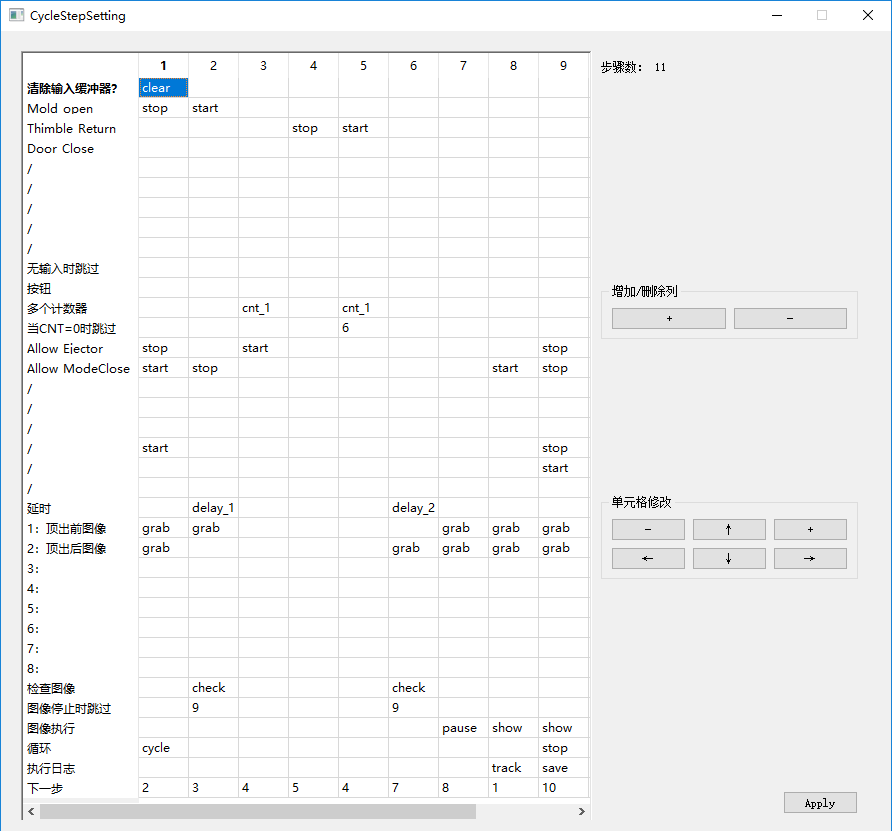 CycleStepSetting
1 2 3 4 5 6 7 8 9
步骤数： 11
清除输入缓冲器? clear
Mold open stop start
Thimble Return stop start
Door Close
/
/
/
/
/
无输入时跳过
按钮
多个计数器 cnt_1 cnt_1
当CNT=0时跳过 6
Allow Ejector stop start stop
Allow ModeClose start stop start stop
/
/
/
/ start stop
/ start
/
延时 delay_1 delay_2
1: 顶出前图像 grab grab grab grab grab
2: 顶出后图像 grab grab grab grab grab
3:
4:
5:
6:
7:
8:
检查图像 check check
图像停止时跳过 9 9
图像执行 pause show show
循环 cycle stop
执行日志 track save
下一步 2 3 4 5 4 7 8 1 10
增加/删除列
+ −
单元格修改
− ↑ +
← ↓ →
Apply